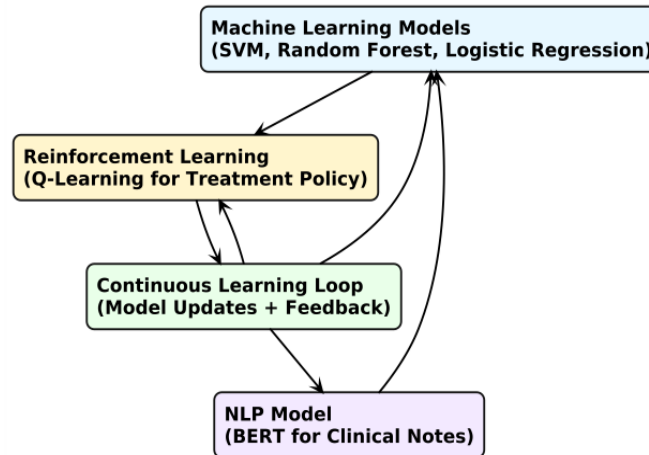 Machine Learning Models
(SVM, Random Forest, Logistic Regression)
Reinforcement Learning
(Q-Learning for Treatment Policy)
Continuous Learning Loop
(Model Updates + Feedback)
NLP Model
(BERT for Clinical Notes)